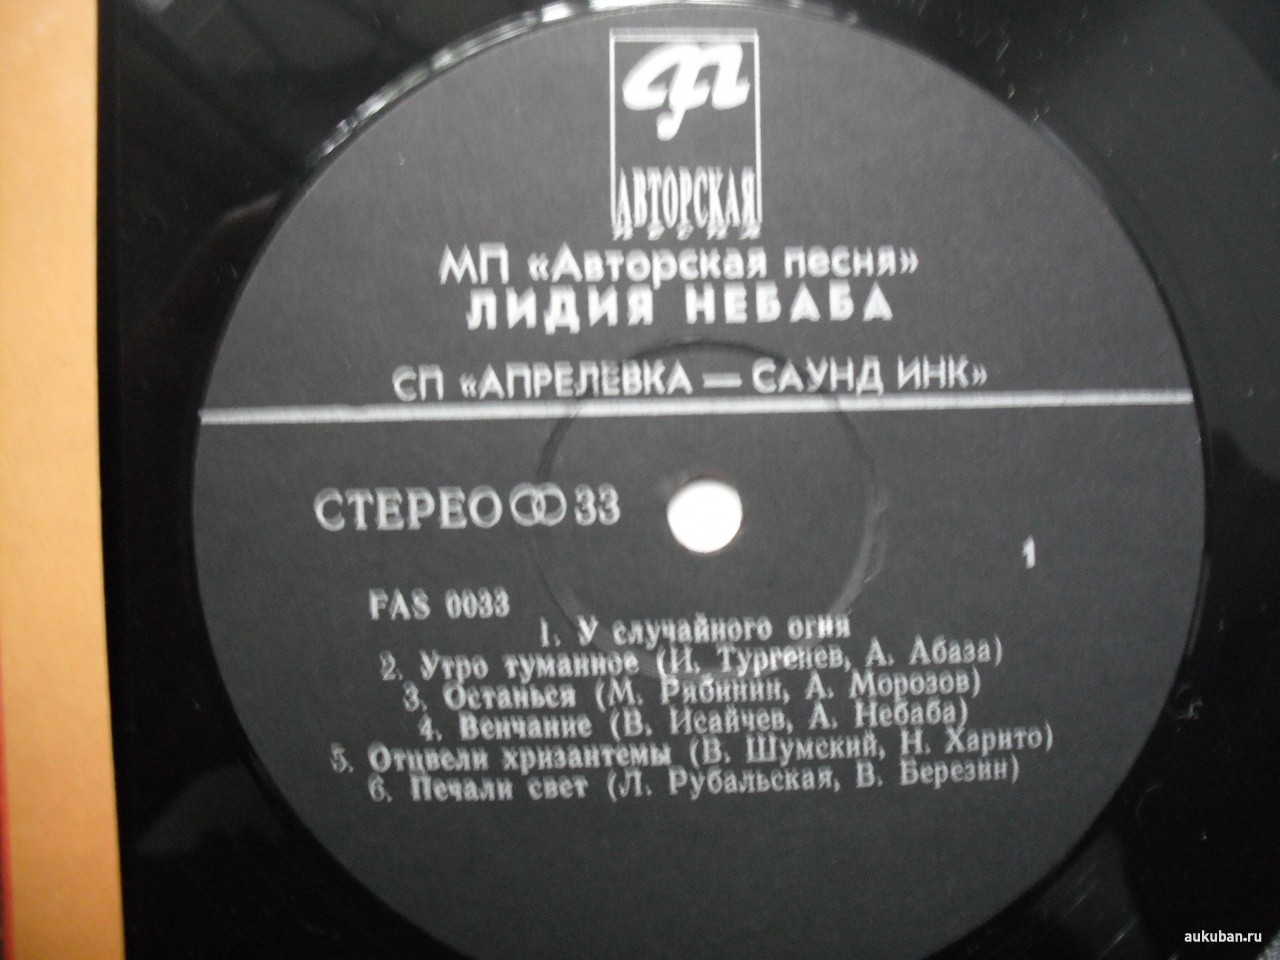 АП
АВТОРСКАЯ
ПЕСНЯ
МП «Авторская песня»
ЛИДИЯ НЕБАБА
СП «АПРЕЛЕВКА — САУНД ИНК»
СТЕРЕО 33
1
FAS 0033
1. У случайного огня
2. Утро туманное (И. Тургенев, А. Абаза)
3. Останься (М. Рябинин, А. Морозов)
4. Венчание (В. Исайчев, А. Небаба)
5. Отцвели хризантемы (В. Шумский, Н. Харито)
6. Печали свет (Л. Рубальская, В. Березин)
aukuban.ru